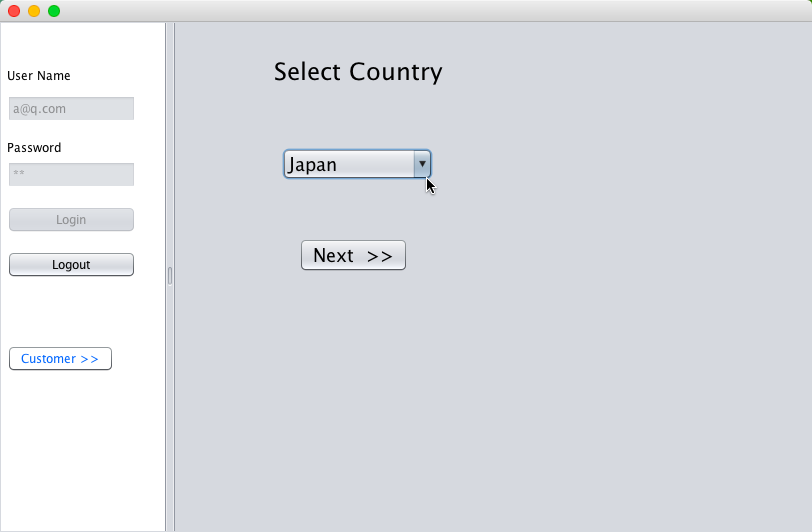 User Name
a@q.com
Password
**
Login
Logout
Customer >>
Select Country
Japan
Next >>